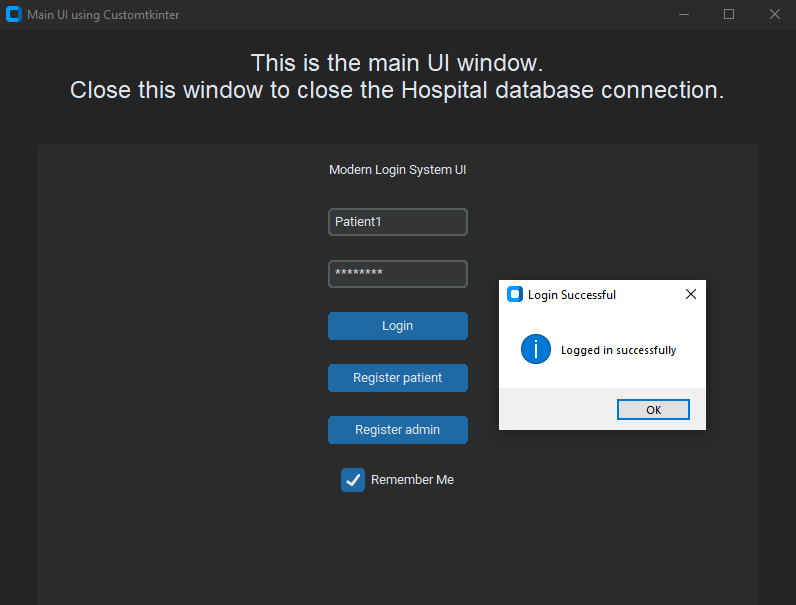 Main UI using Customtkinter
This is the main UI window.
Close this window to close the Hospital database connection.
Modern Login System UI
Patient1
********
Login
Register patient
Register admin
Remember Me
Login Successful
Logged in successfully
OK